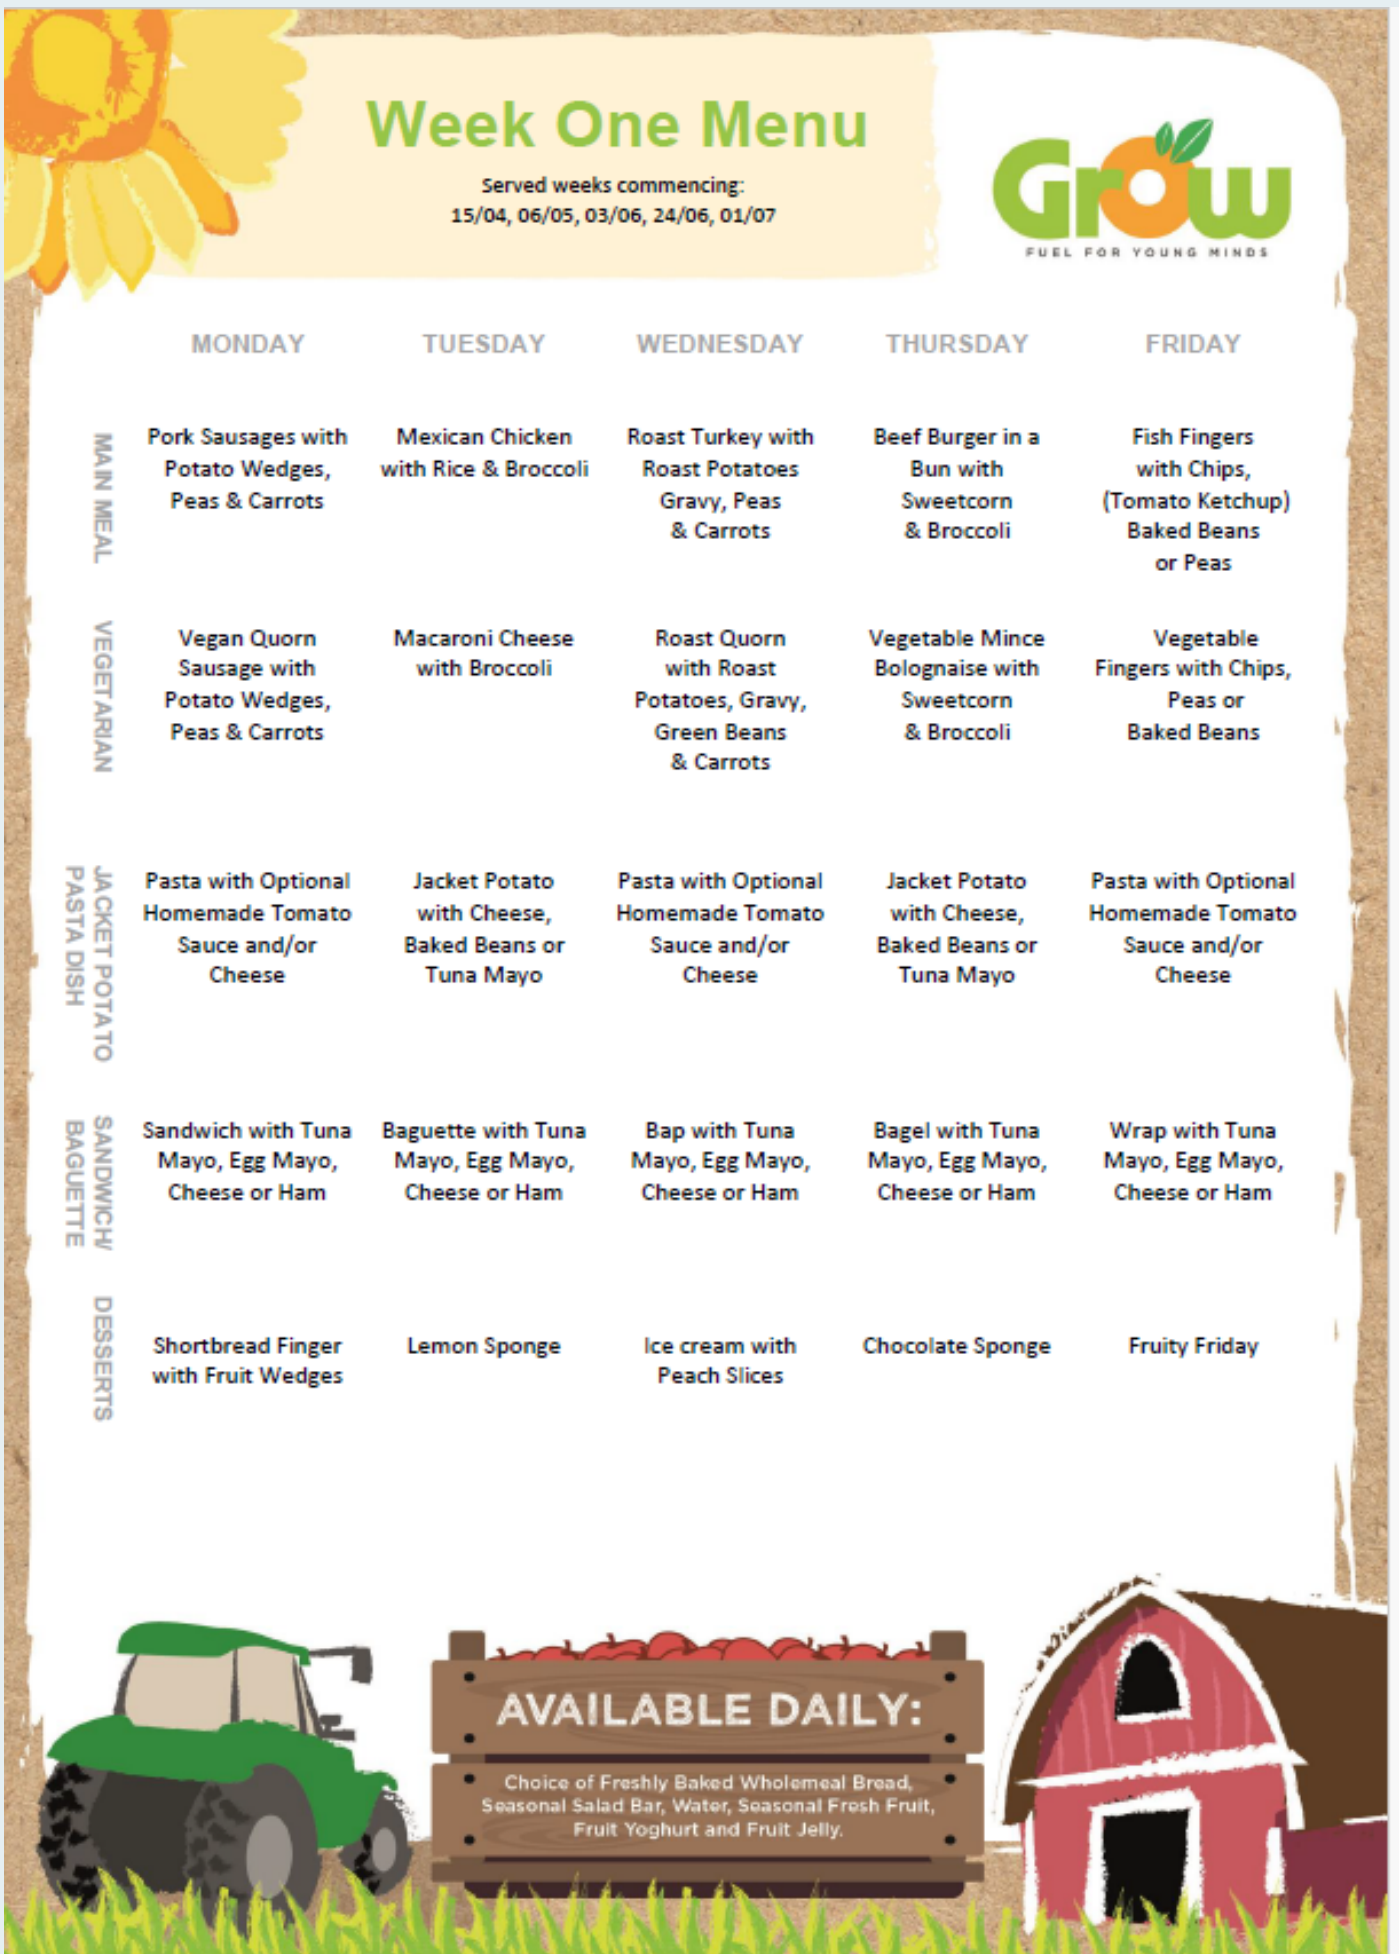 Week One Menu
Served weeks commencing:
15/04, 06/05, 03/06, 24/06, 01/07
Grow
FUEL FOR YOUNG MINDS
MONDAY
TUESDAY
WEDNESDAY
THURSDAY
FRIDAY
MAIN MEAL
Pork Sausages with
Potato Wedges,
Peas & Carrots
Mexican Chicken
with Rice & Broccoli
Roast Turkey with
Roast Potatoes
Gravy, Peas
& Carrots
Beef Burger in a
Bun with
Sweetcorn
& Broccoli
Fish Fingers
with Chips,
(Tomato Ketchup)
Baked Beans
or Peas
VEGETARIAN
Vegan Quorn
Sausage with
Potato Wedges,
Peas & Carrots
Macaroni Cheese
with Broccoli
Roast Quorn
with Roast
Potatoes, Gravy,
Green Beans
& Carrots
Vegetable Mince
Bolognaise with
Sweetcorn
& Broccoli
Vegetable
Fingers with Chips,
Peas or
Baked Beans
JACKET POTATO
PASTA DISH
Pasta with Optional
Homemade Tomato
Sauce and/or
Cheese
Jacket Potato
with Cheese,
Baked Beans or
Tuna Mayo
Pasta with Optional
Homemade Tomato
Sauce and/or
Cheese
Jacket Potato
with Cheese,
Baked Beans or
Tuna Mayo
Pasta with Optional
Homemade Tomato
Sauce and/or
Cheese
SANDWICH/
BAGUETTE
Sandwich with Tuna
Mayo, Egg Mayo,
Cheese or Ham
Baguette with Tuna
Mayo, Egg Mayo,
Cheese or Ham
Bap with Tuna
Mayo, Egg Mayo,
Cheese or Ham
Bagel with Tuna
Mayo, Egg Mayo,
Cheese or Ham
Wrap with Tuna
Mayo, Egg Mayo,
Cheese or Ham
DESSERTS
Shortbread Finger
with Fruit Wedges
Lemon Sponge
Ice cream with
Peach Slices
Chocolate Sponge
Fruity Friday
AVAILABLE DAILY:
Choice of Freshly Baked Wholemeal Bread,
Seasonal Salad Bar, Water, Seasonal Fresh Fruit,
Fruit Yoghurt and Fruit Jelly.